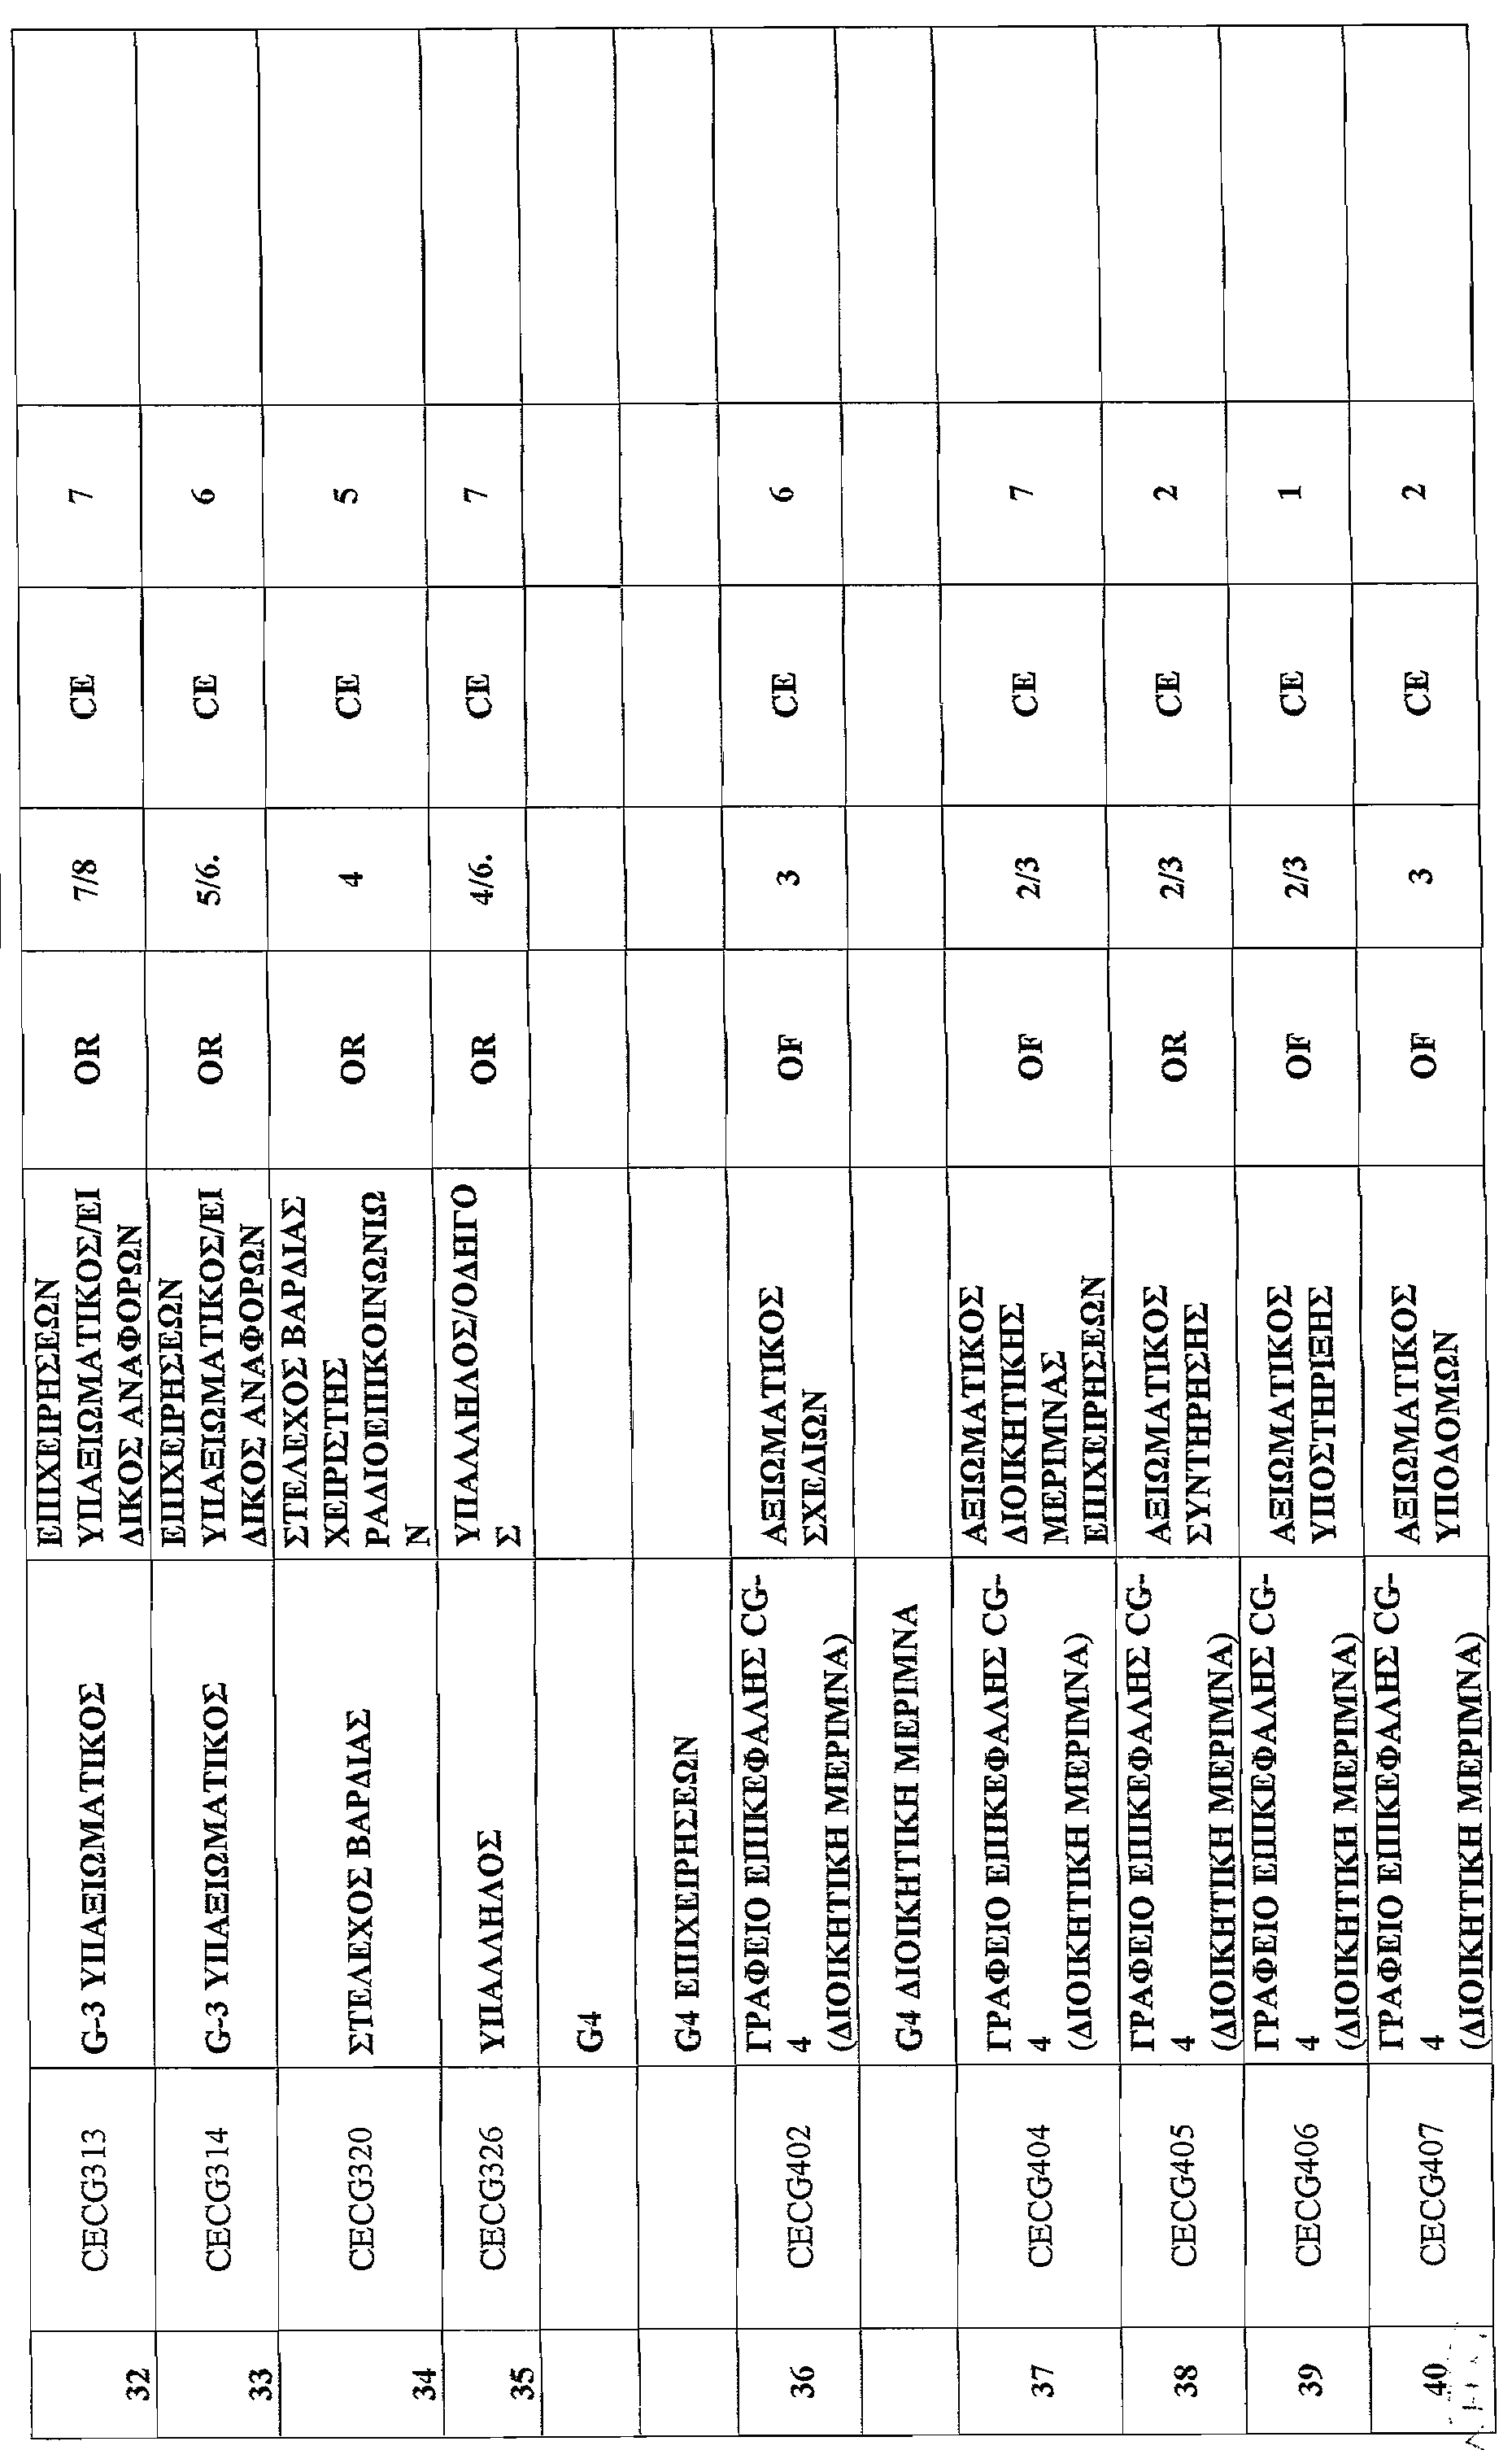 32 CECG313 G-3 ΥΠΑΞΙΩΜΑΤΙΚΟΣ ΕΠΙΧΕΙΡΗΣΕΩΝ OR 7/8 CE 7
ΥΠΑΞΙΩΜΑΤΙΚΟΣ/ΕΙ
ΔΙΚΟΣ ΑΝΑΦΟΡΩΝ
33 CECG314 G-3 ΥΠΑΞΙΩΜΑΤΙΚΟΣ ΕΠΙΧΕΙΡΗΣΕΩΝ OR 5/6. CE 6
ΥΠΑΞΙΩΜΑΤΙΚΟΣ/ΕΙ
ΔΙΚΟΣ ΑΝΑΦΟΡΩΝ
34 CECG320 ΣΤΕΛΕΧΟΣ ΒΑΡΔΙΑΣ ΣΤΕΛΕΧΟΣ ΒΑΡΔΙΑΣ OR 4 CE 5
ΧΕΙΡΙΣΤΗΣ
ΡΑΔΙΟΕΠΙΚΟΙΝΩΝΙΩ
Ν
35 CECG326 ΥΠΑΛΛΗΛΟΣ ΥΠΑΛΛΗΛΟΣ/ΟΔΗΓΟ OR 4/6. CE 7
Σ
G4
G4 ΕΠΙΧΕΙΡΗΣΕΩΝ
36 CECG402 ΓΡΑΦΕΙΟ ΕΠΙΚΕΦΑΛΗΣ CG- ΑΞΙΩΜΑΤΙΚΟΣ OF 3 CE 6
4 ΣΧΕΔΙΩΝ
(ΔΙΟΙΚΗΤΙΚΗ ΜΕΡΙΜΝΑ)
G4 ΔΙΟΙΚΗΤΙΚΗ ΜΕΡΙΜΝΑ
37 CECG404 ΓΡΑΦΕΙΟ ΕΠΙΚΕΦΑΛΗΣ CG- ΑΞΙΩΜΑΤΙΚΟΣ OF 2/3 CE 7
4 ΔΙΟΙΚΗΤΙΚΗΣ
(ΔΙΟΙΚΗΤΙΚΗ ΜΕΡΙΜΝΑ) ΜΕΡΙΜΝΑΣ
ΕΠΙΧΕΙΡΗΣΕΩΝ
38 CECG405 ΓΡΑΦΕΙΟ ΕΠΙΚΕΦΑΛΗΣ CG- ΑΞΙΩΜΑΤΙΚΟΣ OR 2/3 CE 2
4 ΣΥΝΤΗΡΗΣΗΣ
(ΔΙΟΙΚΗΤΙΚΗ ΜΕΡΙΜΝΑ)
39 CECG406 ΓΡΑΦΕΙΟ ΕΠΙΚΕΦΑΛΗΣ CG- ΑΞΙΩΜΑΤΙΚΟΣ OF 2/3 CE 1
4 ΥΠΟΣΤΗΡΙΞΗΣ
(ΔΙΟΙΚΗΤΙΚΗ ΜΕΡΙΜΝΑ)
40 CECG407 ΓΡΑΦΕΙΟ ΕΠΙΚΕΦΑΛΗΣ CG- ΑΞΙΩΜΑΤΙΚΟΣ OF 3 CE 2
4 ΥΠΟΔΟΜΩΝ
(ΔΙΟΙΚΗΤΙΚΗ ΜΕΡΙΜΝΑ)